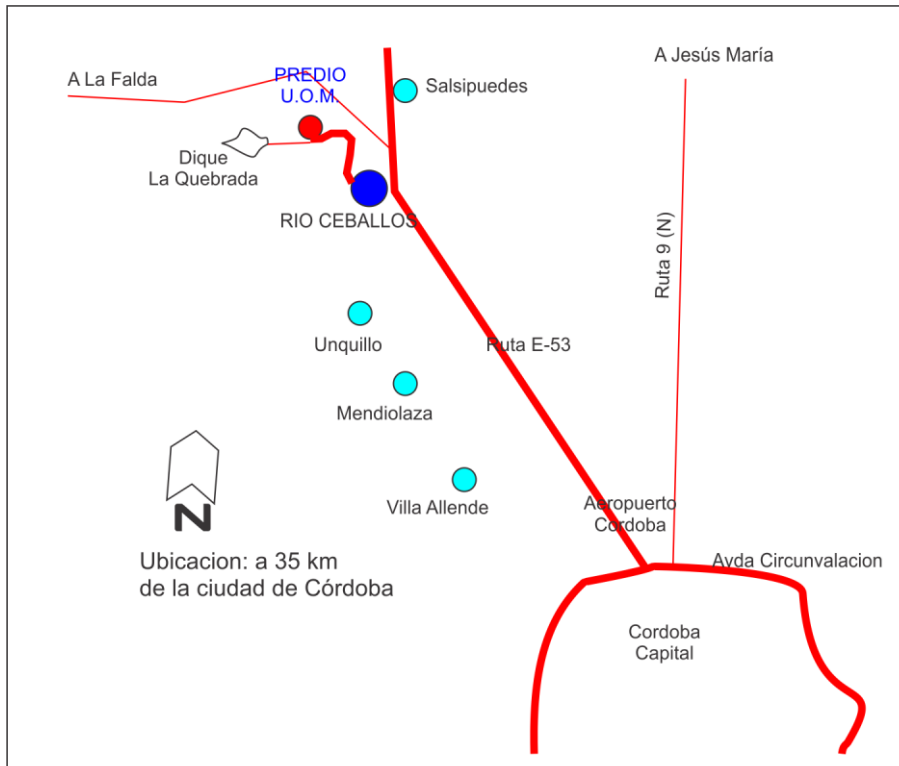 A Jesús María
A La Falda
PREDIO
U.O.M.
Salsipuedes
Dique
La Quebrada
RIO CEBALLOS
Ruta 9 (N)
Unquillo
Ruta E-53
Mendiolaza
Villa Allende
Aeropuerto
Cordoba
N
Ubicacion: a 35 km
de la ciudad de Córdoba
Avda Circunvalacion
Cordoba
Capital